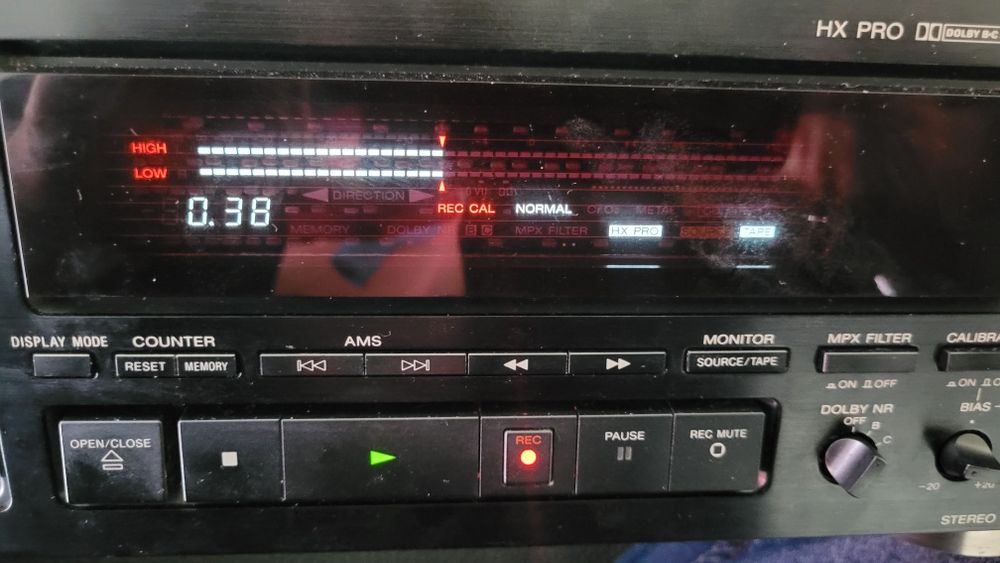 HX PRO DOLBY B·C
HIGH
LOW
DIRECTION
0.38
REC CAL NORMAL METAL
MEMORY DOLBY NR B C MPX FILTER HX PRO SOURCE TAPE
DISPLAY MODE COUNTER AMS MONITOR MPX FILTER CALIBRA
RESET MEMORY SOURCE/TAPE
ON OFF ON
OPEN/CLOSE REC PAUSE REC MUTE
DOLBY NR
OFF B C
BIAS
-20 +20
STEREO